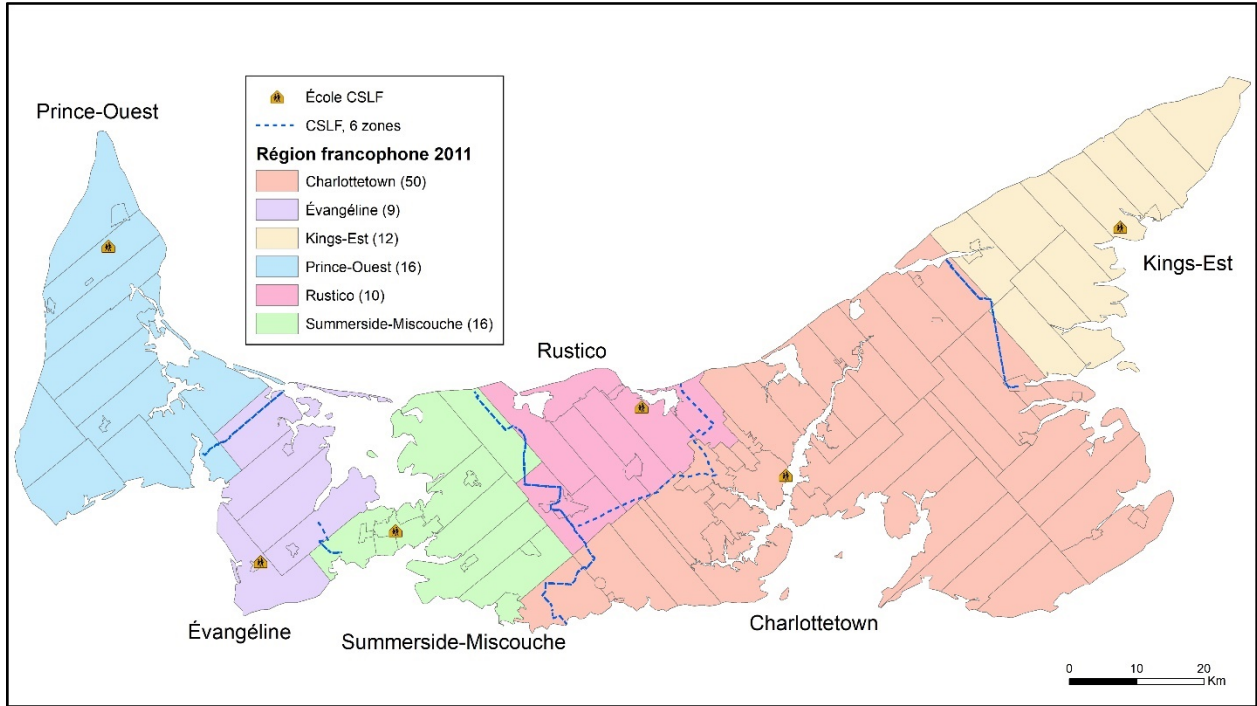 Prince-Ouest
École CSLF
CSLF, 6 zones
Région francophone 2011
Charlottetown (50)
Évangéline (9)
Kings-Est (12)
Prince-Ouest (16)
Rustico (10)
Summerside-Miscouche (16)
Kings-Est
Rustico
Évangéline
Summerside-Miscouche
Charlottetown
0 10 20
Km